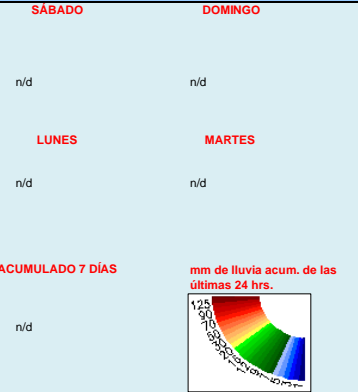 SÁBADO DOMINGO
n/d n/d
LUNES MARTES
n/d n/d
ACUMULADO 7 DÍAS
mm de lluvia acum. de las
últimas 24 hrs.
n/d
125
90
70